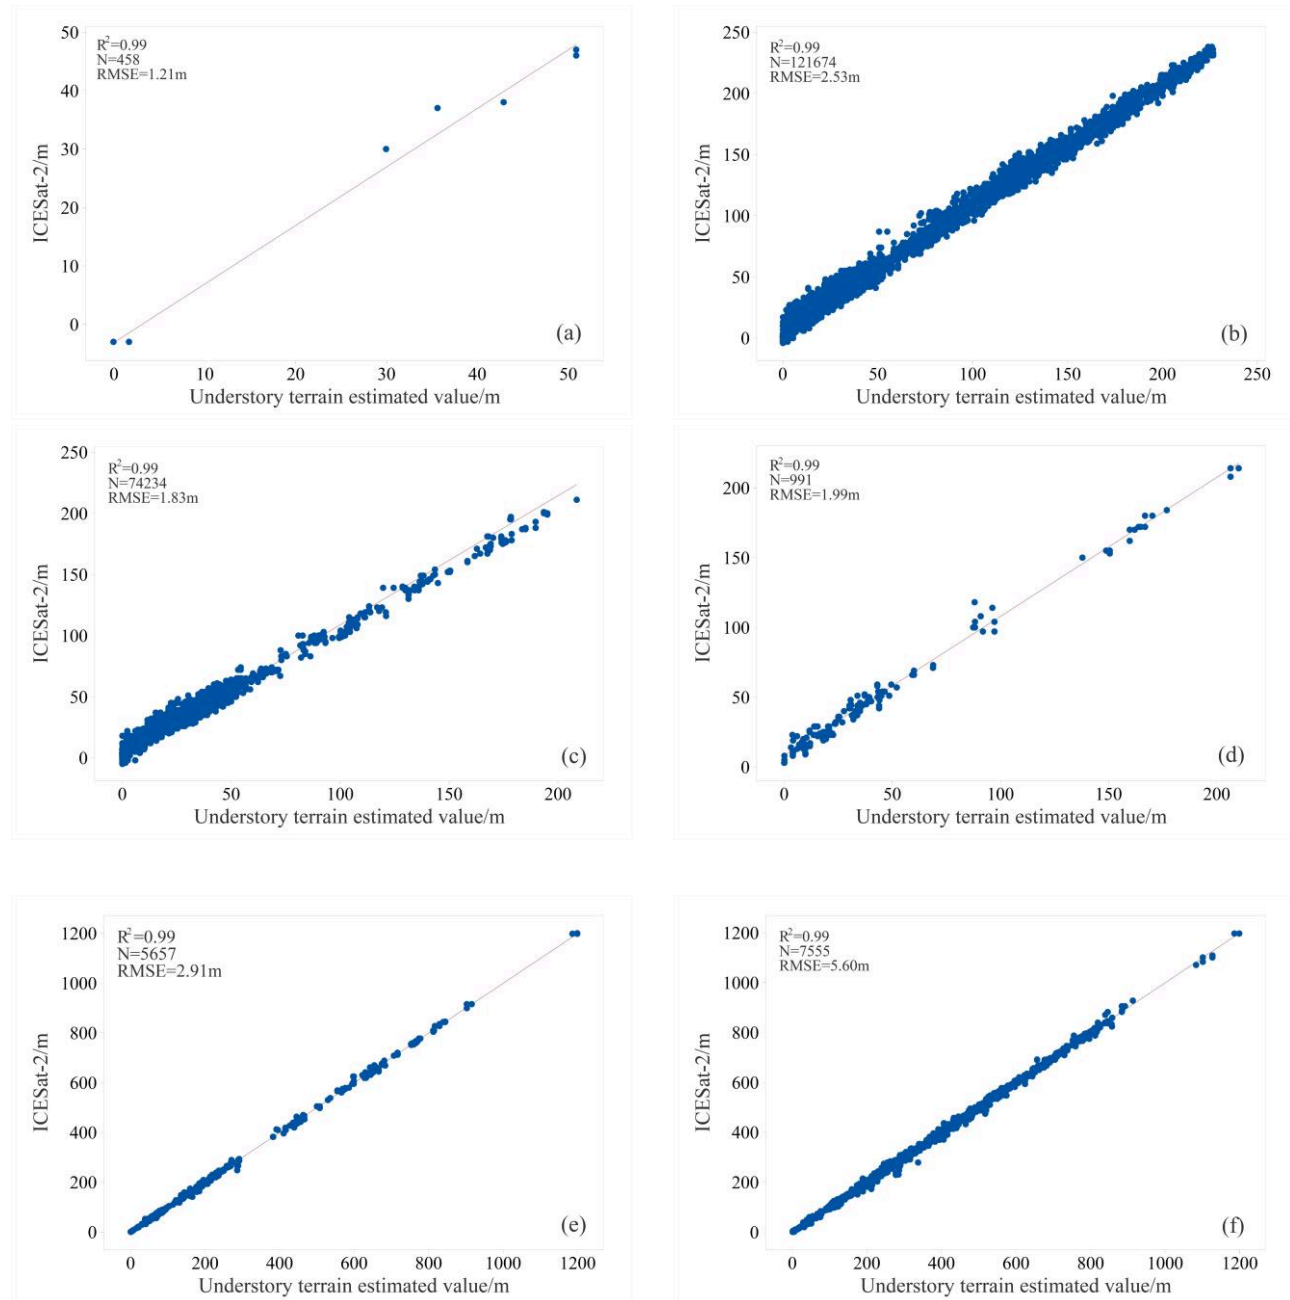 R²=0.99
N=458
RMSE=1.21m
50
40
30
20
10
0
ICESat-2/m
(a)
0 10 20 30 40 50
Understory terrain estimated value/m
R²=0.99
N=121674
RMSE=2.53m
250
200
150
100
50
0
ICESat-2/m
(b)
0 50 100 150 200 250
Understory terrain estimated value/m
R²=0.99
N=74234
RMSE=1.83m
250
200
150
100
50
0
ICESat-2/m
(c)
0 50 100 150 200
Understory terrain estimated value/m
R²=0.99
N=991
RMSE=1.99m
200
150
100
50
0
ICESat-2/m
(d)
0 50 100 150 200
Understory terrain estimated value/m
R²=0.99
N=5657
RMSE=2.91m
1200
1000
800
600
400
200
0
ICESat-2/m
(e)
0 200 400 600 800 1000 1200
Understory terrain estimated value/m
R²=0.99
N=7555
RMSE=5.60m
1200
1000
800
600
400
200
0
ICESat-2/m
(f)
0 200 400 600 800 1000 1200
Understory terrain estimated value/m